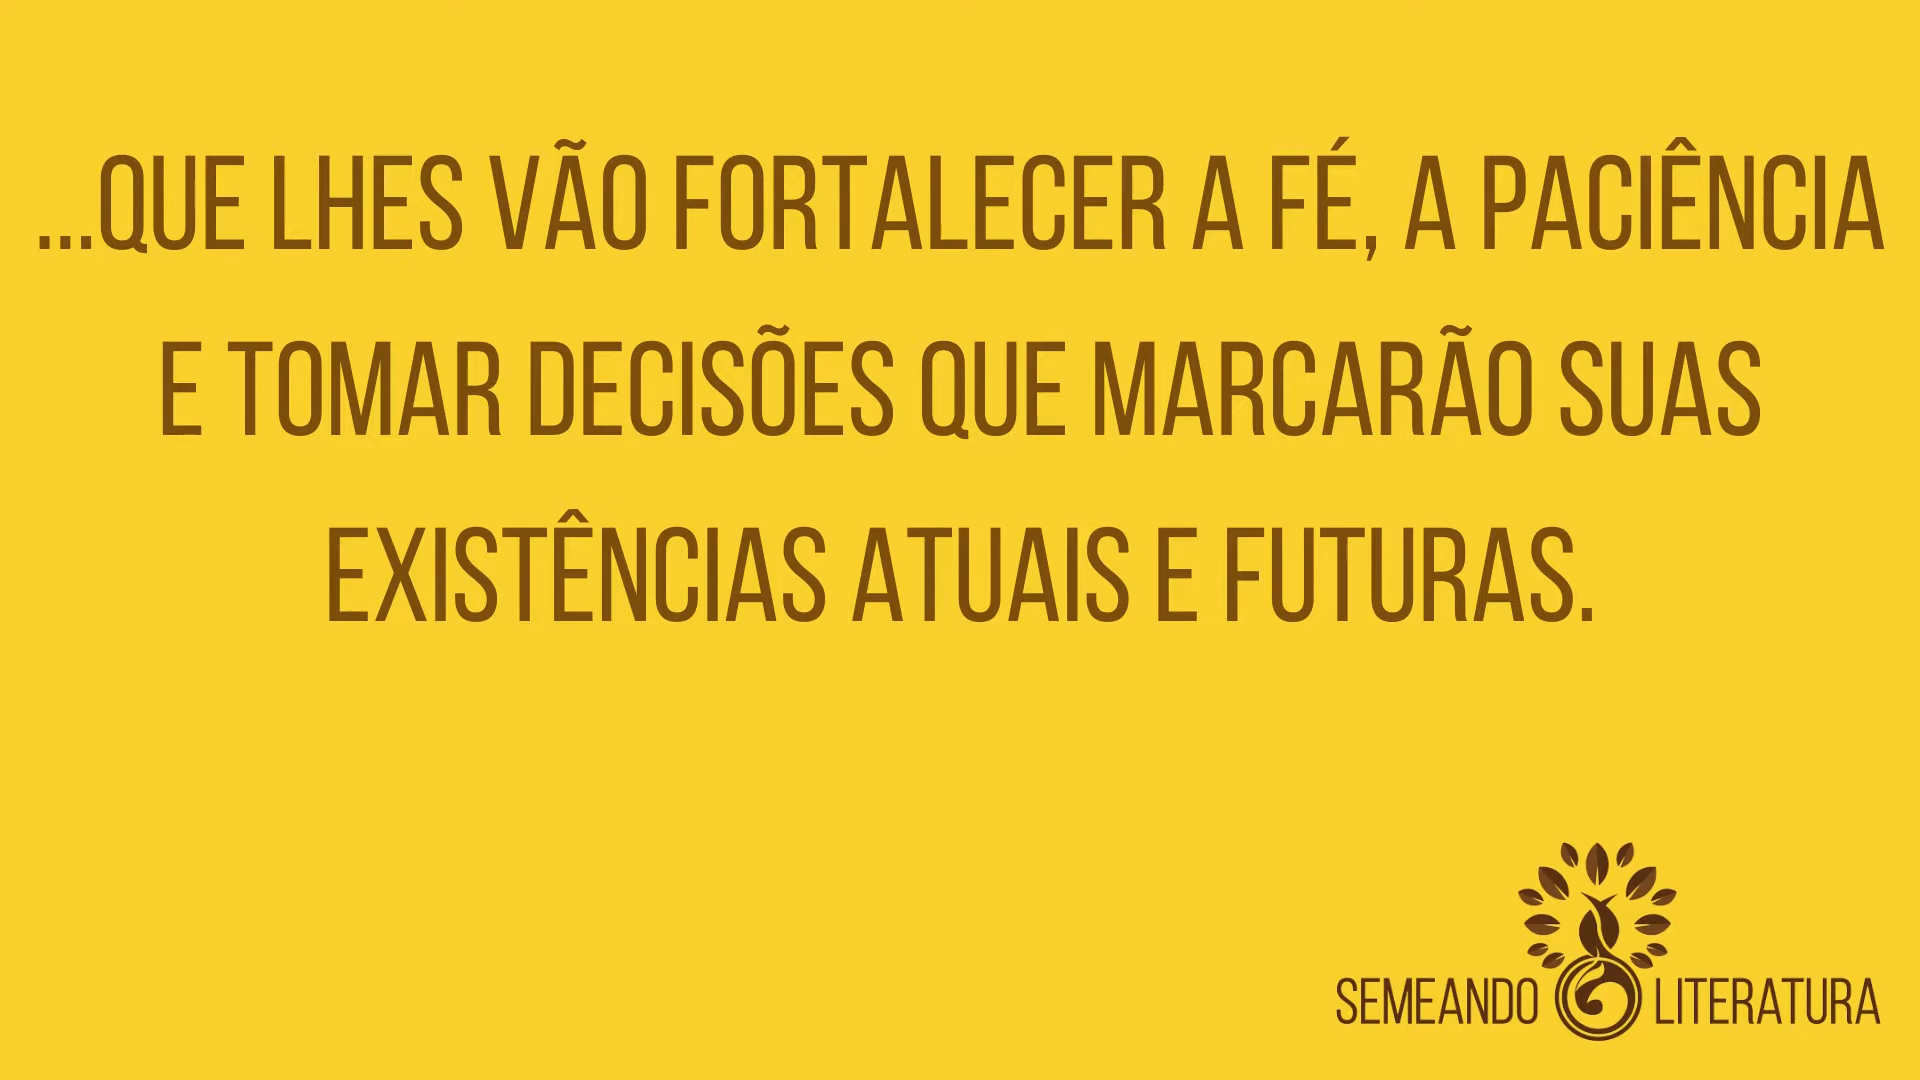 ...QUE LHES VÃO FORTALECER A FÉ, A PACIÊNCIA
E TOMAR DECISÕES QUE MARCARÃO SUAS
EXISTÊNCIAS ATUAIS E FUTURAS.
SEMEANDO LITERATURA